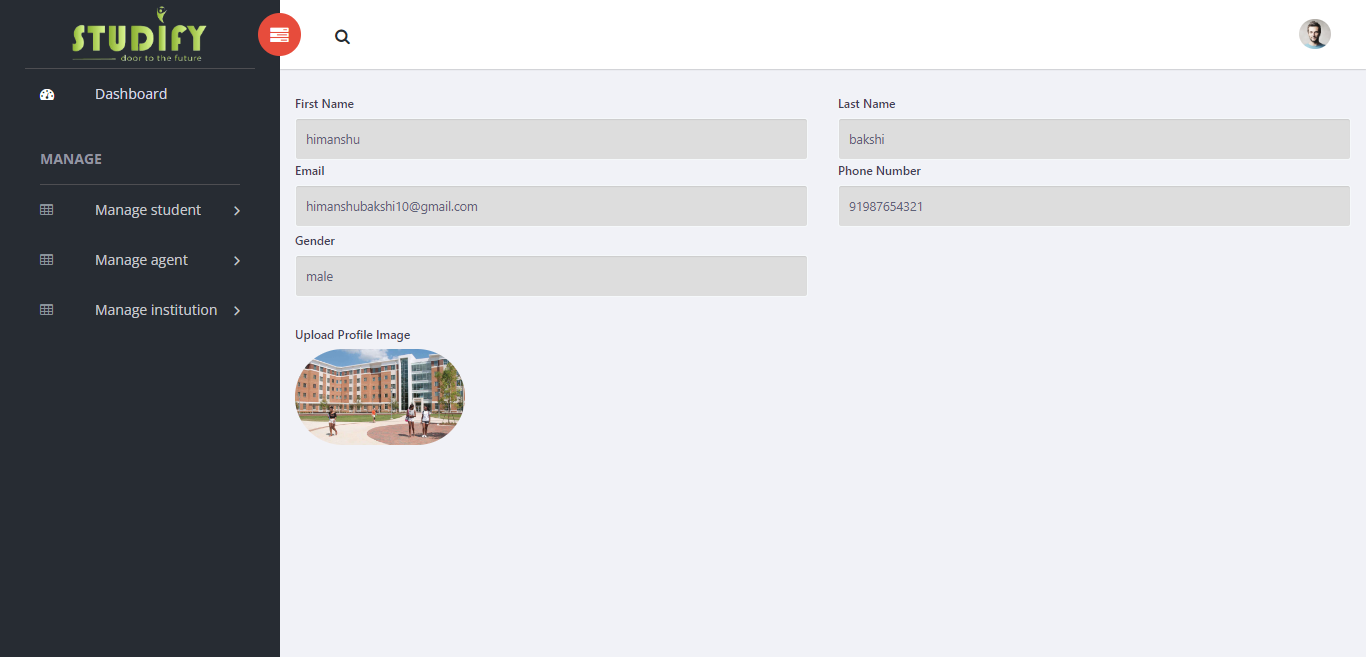 STUDIFY
door to the future
Dashboard
MANAGE
Manage student
Manage agent
Manage institution
First Name
Last Name
himanshu
bakshi
Email
Phone Number
himanshubakshi10@gmail.com
91987654321
Gender
male
Upload Profile Image